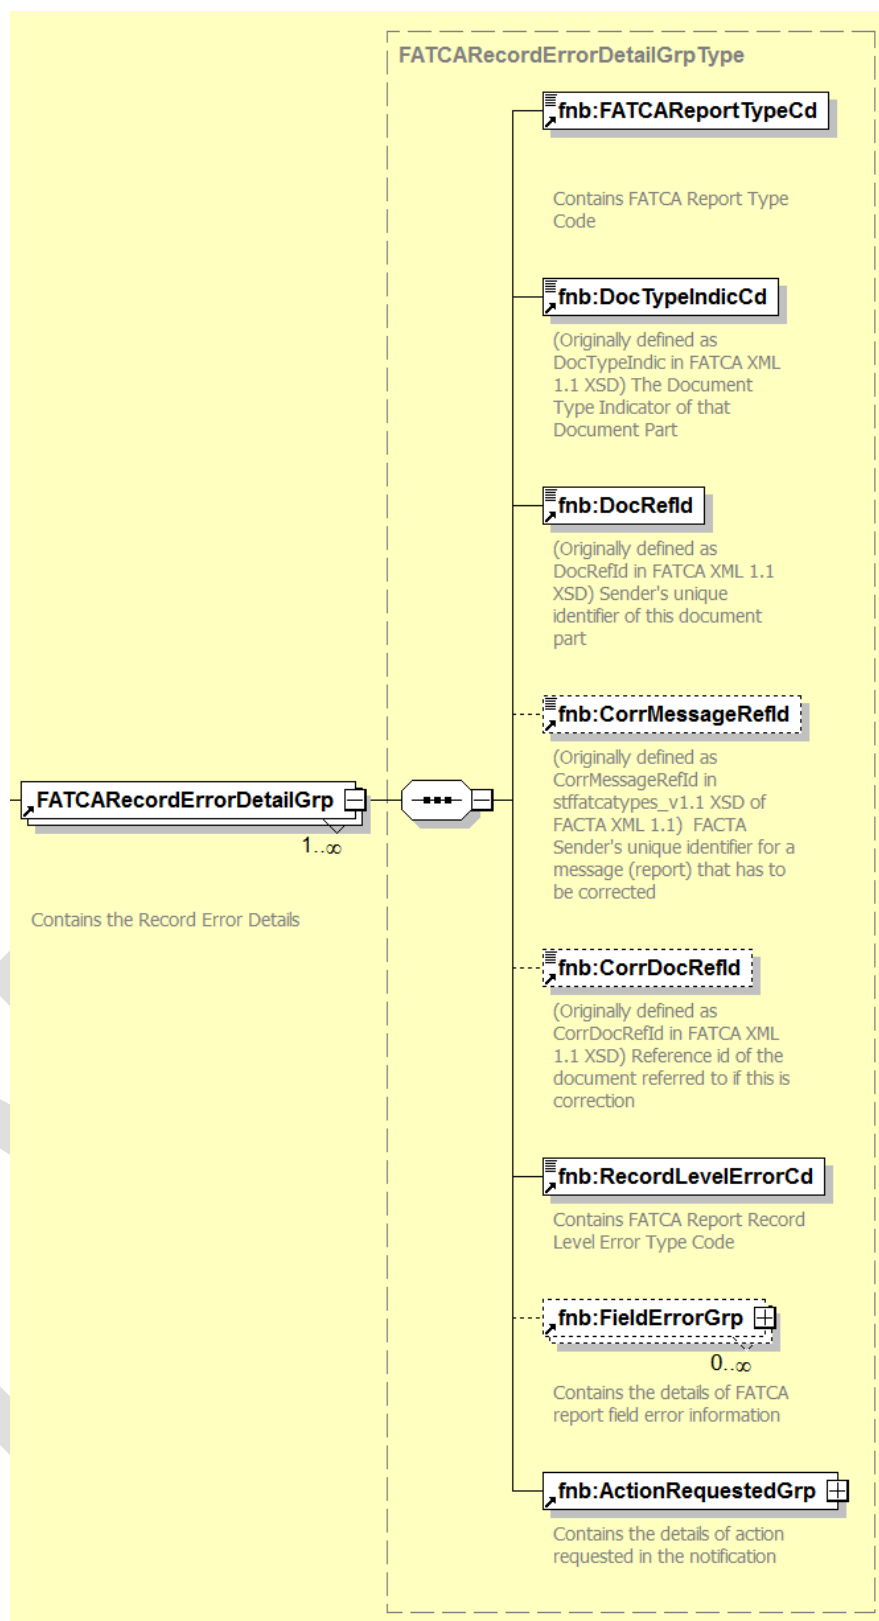 FATCARecordErrorDetailGrpType
fnb:FATCAReportTypeCd
Contains FATCA Report Type
Code
fnb:DocTypeIndicCd
(Originally defined as
DocTypeIndic in FATCA XML
1.1 XSD) The Document
Type Indicator of that
Document Part
fnb:DocRefId
(Originally defined as
DocRefId in FATCA XML 1.1
XSD) Sender's unique
identifier of this document
part
fnb:CorrMessageRefId
(Originally defined as
CorrMessageRefId in
stffatcatypes_v1.1 XSD of
FACTA XML 1.1)  FACTA
Sender's unique identifier for a
message (report) that has to
be corrected
FATCARecordErrorDetailGrp
1..∞
Contains the Record Error Details
fnb:CorrDocRefId
(Originally defined as
CorrDocRefId in FATCA XML
1.1 XSD) Reference id of the
document referred to if this is
correction
fnb:RecordLevelErrorCd
Contains FATCA Report Record
Level Error Type Code
fnb:FieldErrorGrp
0..∞
Contains the details of FATCA
report field error information
fnb:ActionRequestedGrp
Contains the details of action
requested in the notification